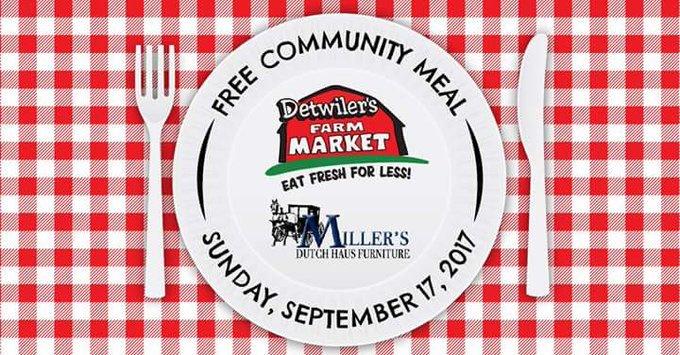 FREE COMMUNITY MEAL
Detwiler's
FARM
MARKET
EAT FRESH FOR LESS!
MILLER'S
DUTCH HAUS FURNITURE
SUNDAY, SEPTEMBER 17, 2017